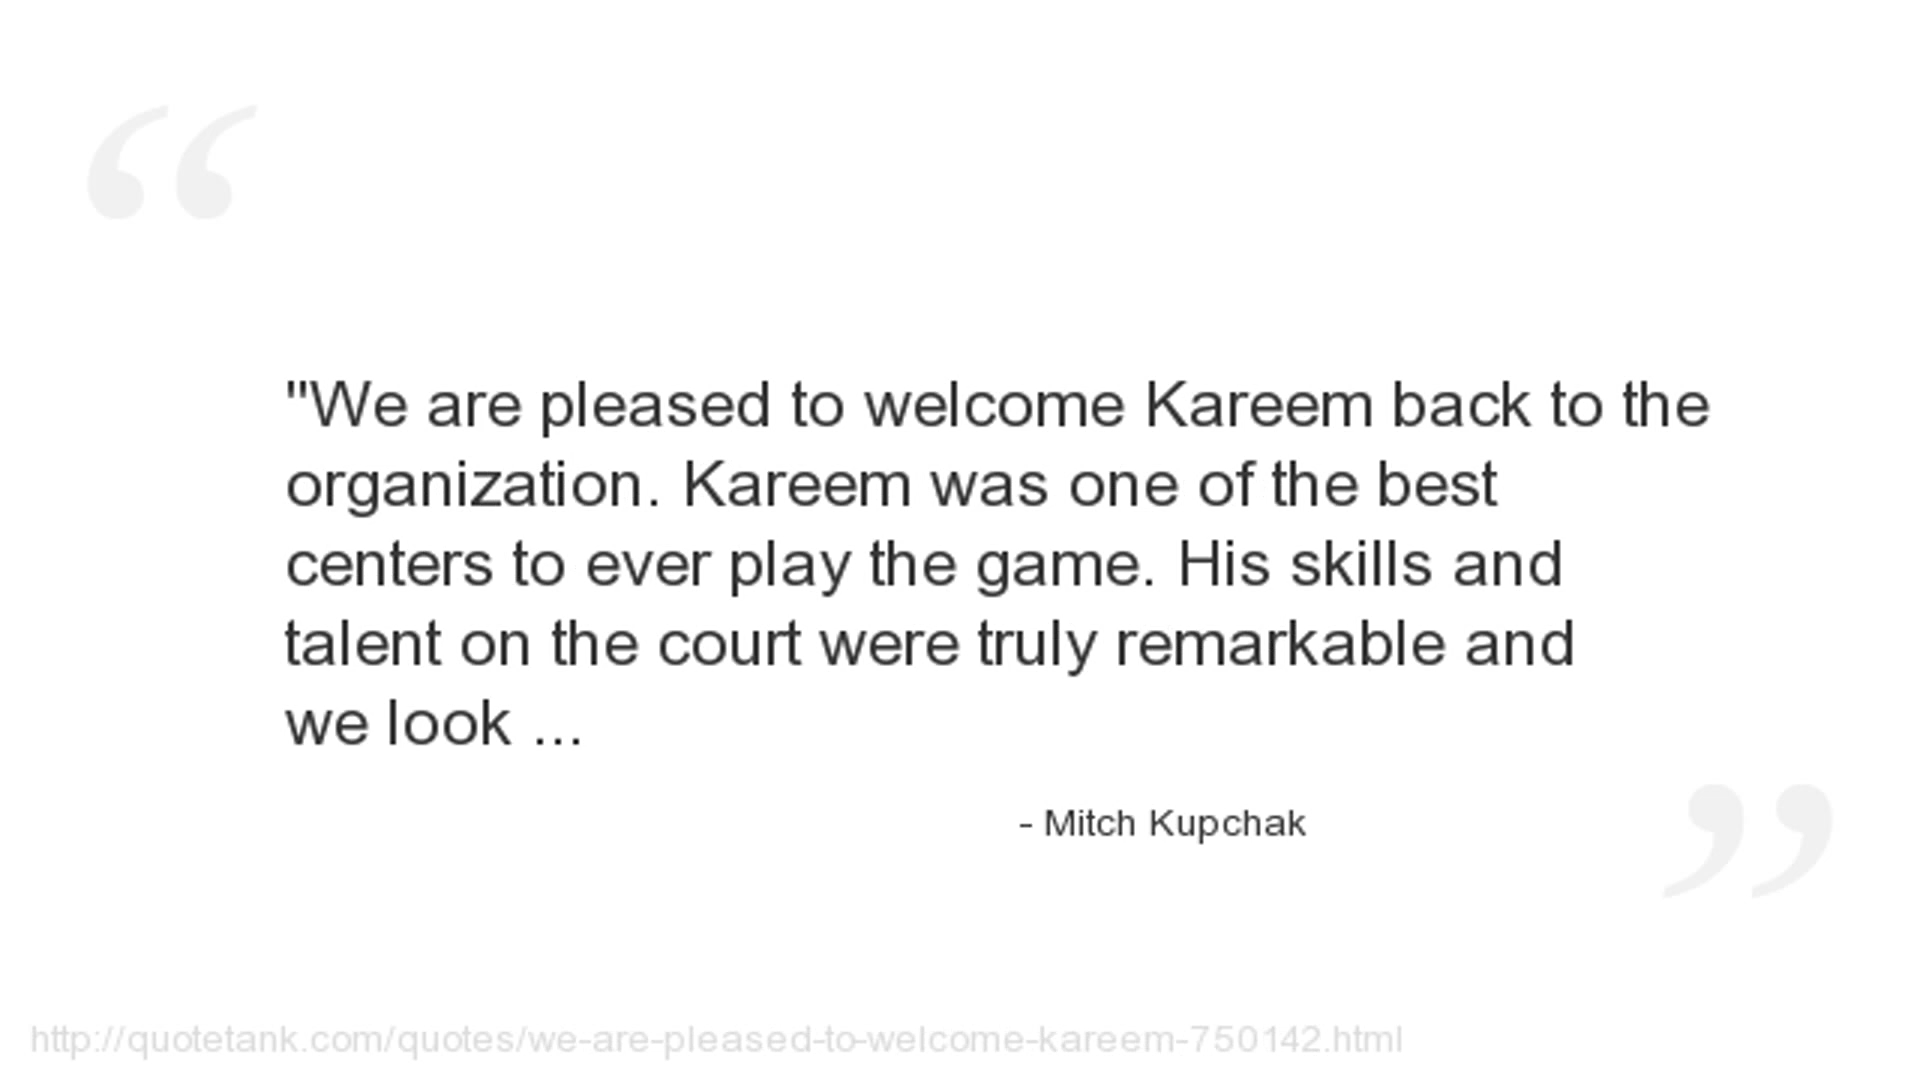 "We are pleased to welcome Kareem back to the
organization. Kareem was one of the best
centers to ever play the game. His skills and
talent on the court were truly remarkable and
we look ...
- Mitch Kupchak
http://quotetank.com/quotes/we-are-pleased-to-welcome-kareem-750142.html